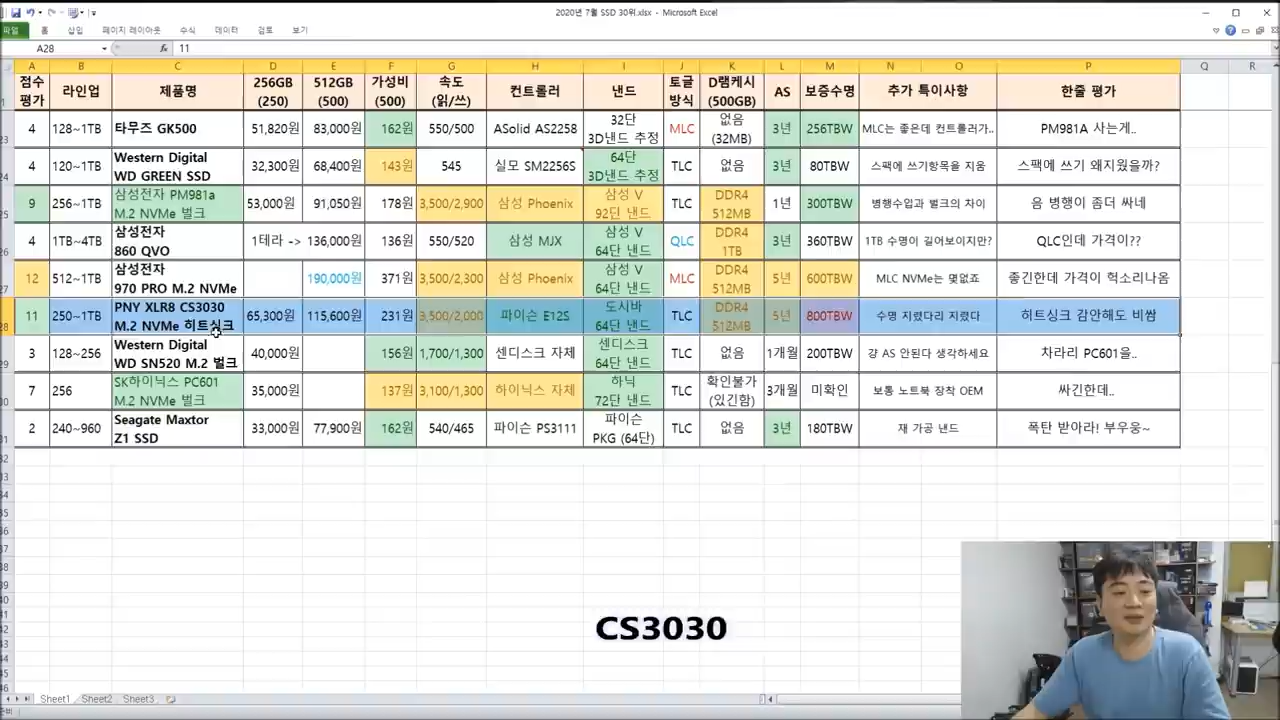 2020년 7월 SSD 30위.xlsx - Microsoft Excel
파일 홈 삽입 페이지 레이아웃 수식 데이터 검토 보기
A28 fx 11
A B C D E F G H I J K L M N O P Q R
점수 평가 라인업 제품명 256GB (250) 512GB (500) 가성비 (500) 속도 (읽/쓰) 컨트롤러 낸드 토글 방식 D램케시 (500GB) AS 보증수명 추가 특이사항 한줄 평가
4 128~1TB 타무즈 GK500 51,820원 83,000원 162원 550/500 ASolid AS2258 32단 3D낸드 추정 MLC 없음 (32MB) 3년 256TBW MLC는 좋은데 컨트롤러가.. PM981A 사는게..
4 120~1TB Western Digital WD GREEN SSD 32,300원 68,400원 143원 545 실모 SM2256S 64단 3D낸드 추정 TLC 없음 3년 80TBW 스팩에 쓰기항목을 지움 스팩에 쓰기 왜지웠을까?
9 256~1TB 삼성전자 PM981a M.2 NVMe 벌크 53,000원 91,050원 178원 3,500/2,900 삼성 Phoenix 삼성 V 92단 낸드 TLC DDR4 512MB 1년 300TBW 병행수입과 벌크의 차이 음 병행이 좀더 싸네
4 1TB~4TB 삼성전자 860 QVO 1테라 -> 136,000원 136원 550/520 삼성 MJX 삼성 V 64단 낸드 QLC DDR4 1TB 3년 360TBW 1TB 수명이 길어보이지만? QLC인데 가격이??
12 512~1TB 삼성전자 970 PRO M.2 NVMe 190,000원 371원 3,500/2,300 삼성 Phoenix 삼성 V 64단 낸드 MLC DDR4 512MB 5년 600TBW MLC NVMe는 몇없죠 좋긴한데 가격이 헉소리나옴
11 250~1TB PNY XLR8 CS3030 M.2 NVMe 히트싱크 65,300원 115,600원 231원 3,500/2,000 파이슨 E12S 도시바 64단 낸드 TLC DDR4 512MB 5년 800TBW 수명 지렸다리 지렸다 히트싱크 감안해도 비쌈
3 128~256 Western Digital WD SN520 M.2 벌크 40,000원 156원 1,700/1,300 센디스크 자체 센디스크 64단 낸드 TLC 없음 1개월 200TBW 걍 AS 안된다 생각하세요 차라리 PC601을..
7 256 SK하이닉스 PC601 M.2 NVMe 벌크 35,000원 137원 3,100/1,300 하이닉스 자체 하닉 72단 낸드 TLC 확인불가 (있긴함) 3개월 미확인 보통 노트북 장착 OEM 싸긴한데..
2 240~960 Seagate Maxtor Z1 SSD 33,000원 77,900원 162원 540/465 파이슨 PS3111 파이슨 PKG (64단) TLC 없음 3년 180TBW 재 가공 낸드 폭탄 받아라! 부우웅~
CS3030
Sheet1 Sheet2 Sheet3